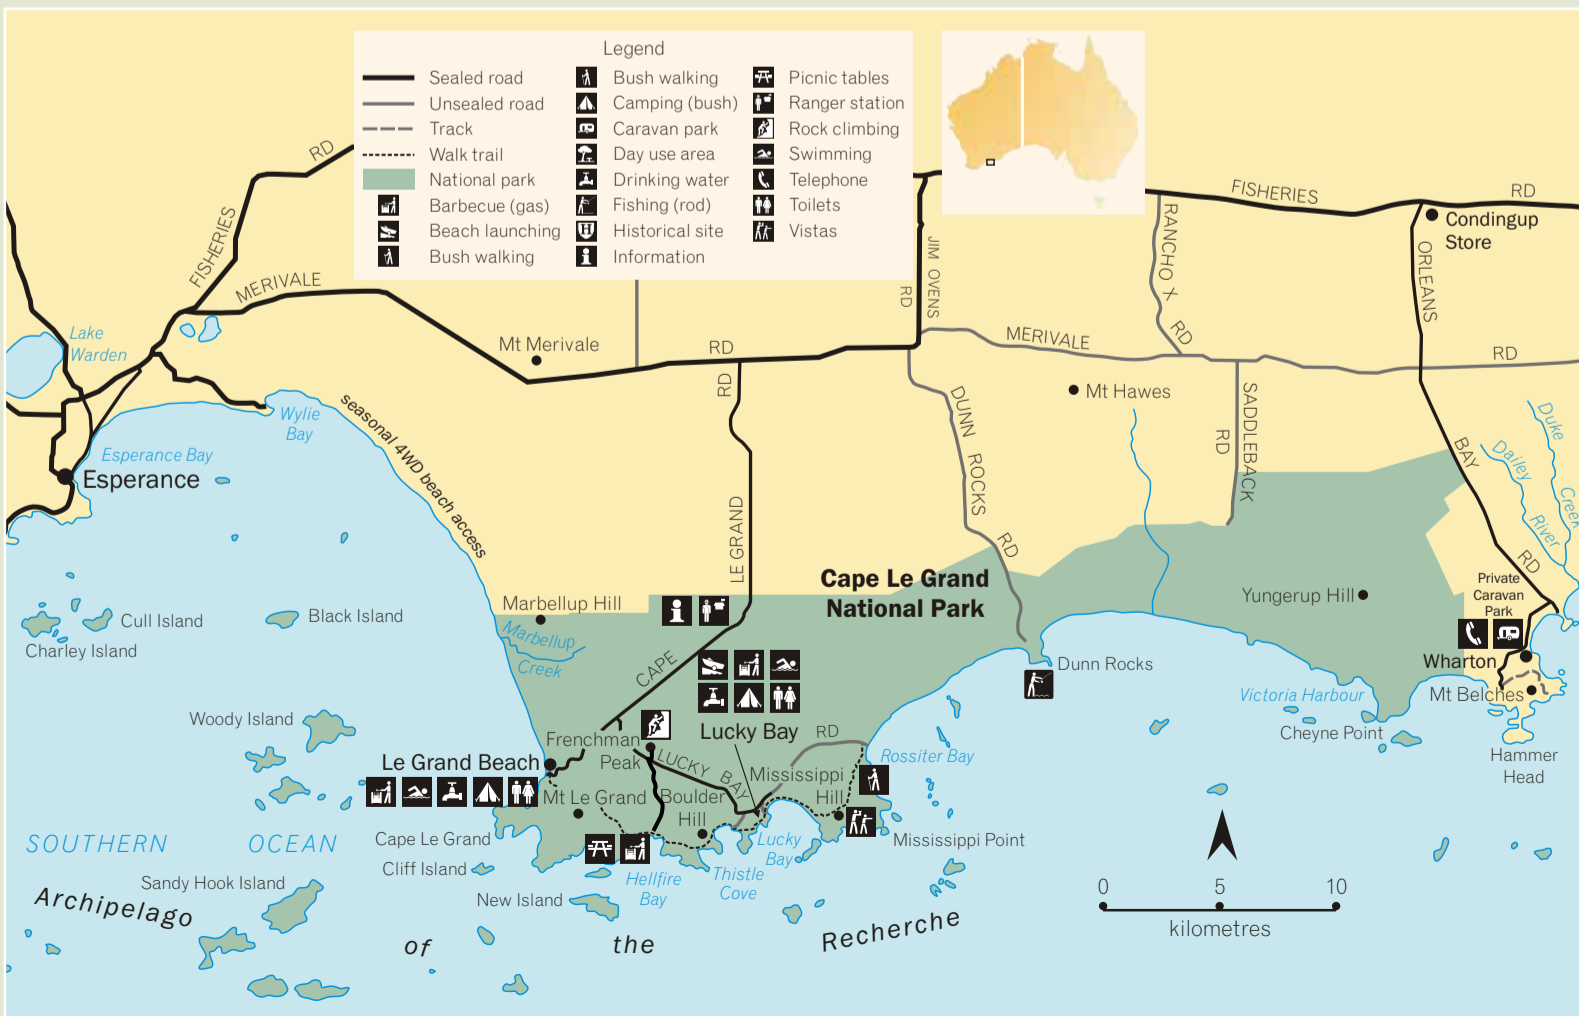 Legend
Sealed road
Unsealed road
Track
Walk trail
National park
Barbecue (gas)
Beach launching
Bush walking
Bush walking
Camping (bush)
Caravan park
Day use area
Drinking water
Fishing (rod)
Historical site
Information
Picnic tables
Ranger station
Rock climbing
Swimming
Telephone
Toilets
Vistas
H
RD
FISHERIES
MERIVALE
Lake
Warden
Mt Merivale
RD
RD
JIM OVENS
RD
FISHERIES
RD
RANCHO X
RD
Condingup
Store
ORLEANS
MERIVALE
RD
Mt Hawes
SADDLEBACK
RD
DUNN ROCKS
RD
Wylie
Bay
seasonal 4WD beach access
Esperance Bay
Esperance
LE GRAND
BAY
RD
Dailey
River
Duke
Creek
Cape Le Grand
National Park
Yungerup Hill
Private
Caravan
Park
Wharton
Mt Belches
Hammer
Head
Cull Island
Charley Island
Black Island
Marbellup Hill
Marbellup
Creek
CAPE
Dunn Rocks
Victoria Harbour
Cheyne Point
Woody Island
Le Grand Beach
Frenchman
Peak
Lucky Bay
LUCKY BAY
RD
Rossiter Bay
Mississippi
Hill
Mt Le Grand
Boulder
Hill
Mississippi Point
Lucky
Bay
Thistle
Cove
Hellfire
Bay
Cape Le Grand
Cliff Island
New Island
Sandy Hook Island
SOUTHERN OCEAN
Archipelago of the Recherche
0 5 10
kilometres